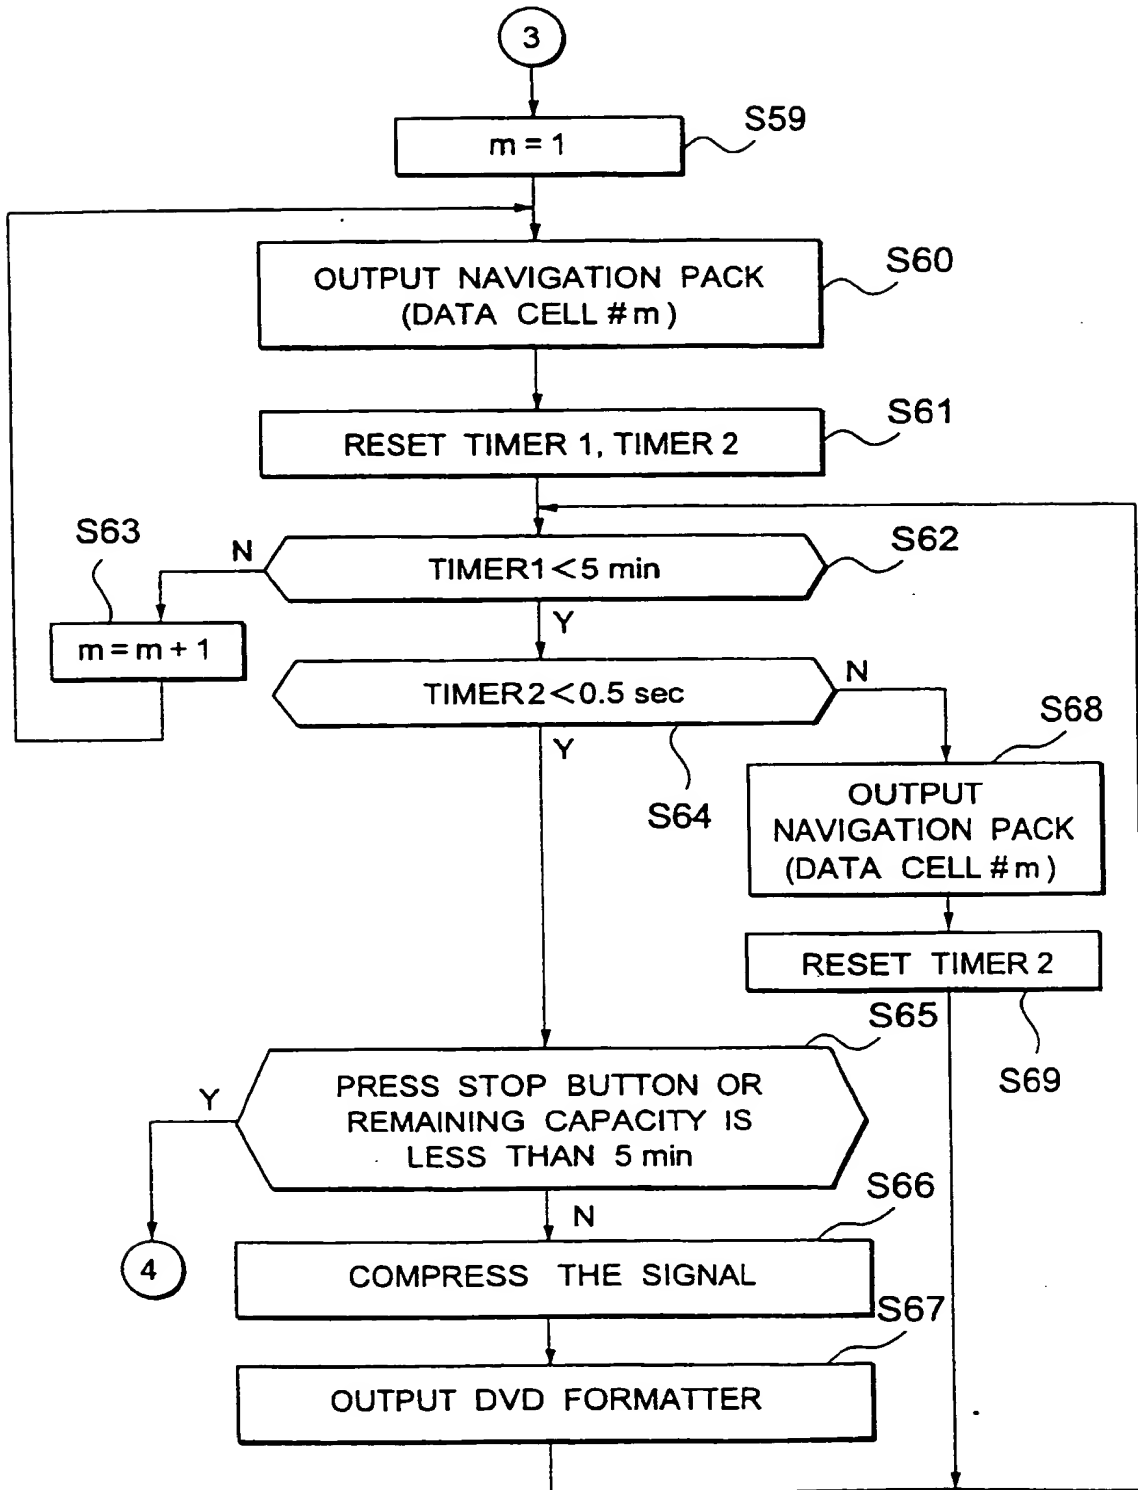 3
m = 1
S59
OUTPUT NAVIGATION PACK
(DATA CELL #m)
S60
RESET TIMER 1, TIMER 2
S61
S63
N
TIMER1<5 min
S62
Y
m = m + 1
TIMER2<0.5 sec
N
Y
S64
S68
OUTPUT
NAVIGATION PACK
(DATA CELL #m)
RESET TIMER 2
S69
S65
Y
PRESS STOP BUTTON OR
REMAINING CAPACITY IS
LESS THAN 5 min
N
S66
4
COMPRESS THE SIGNAL
S67
OUTPUT DVD FORMATTER